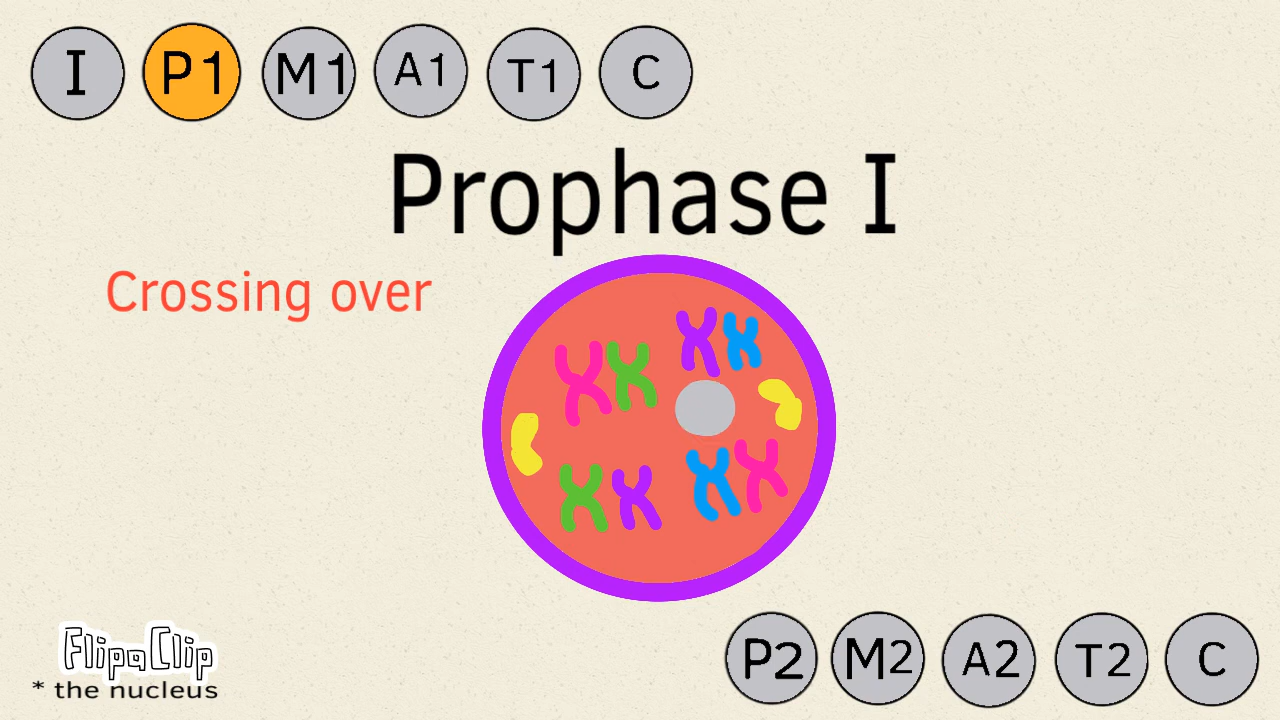 I P1 M1 A1 T1 C
Prophase I
Crossing over
FlipaClip
* the nucleus
P2 M2 A2 T2 C